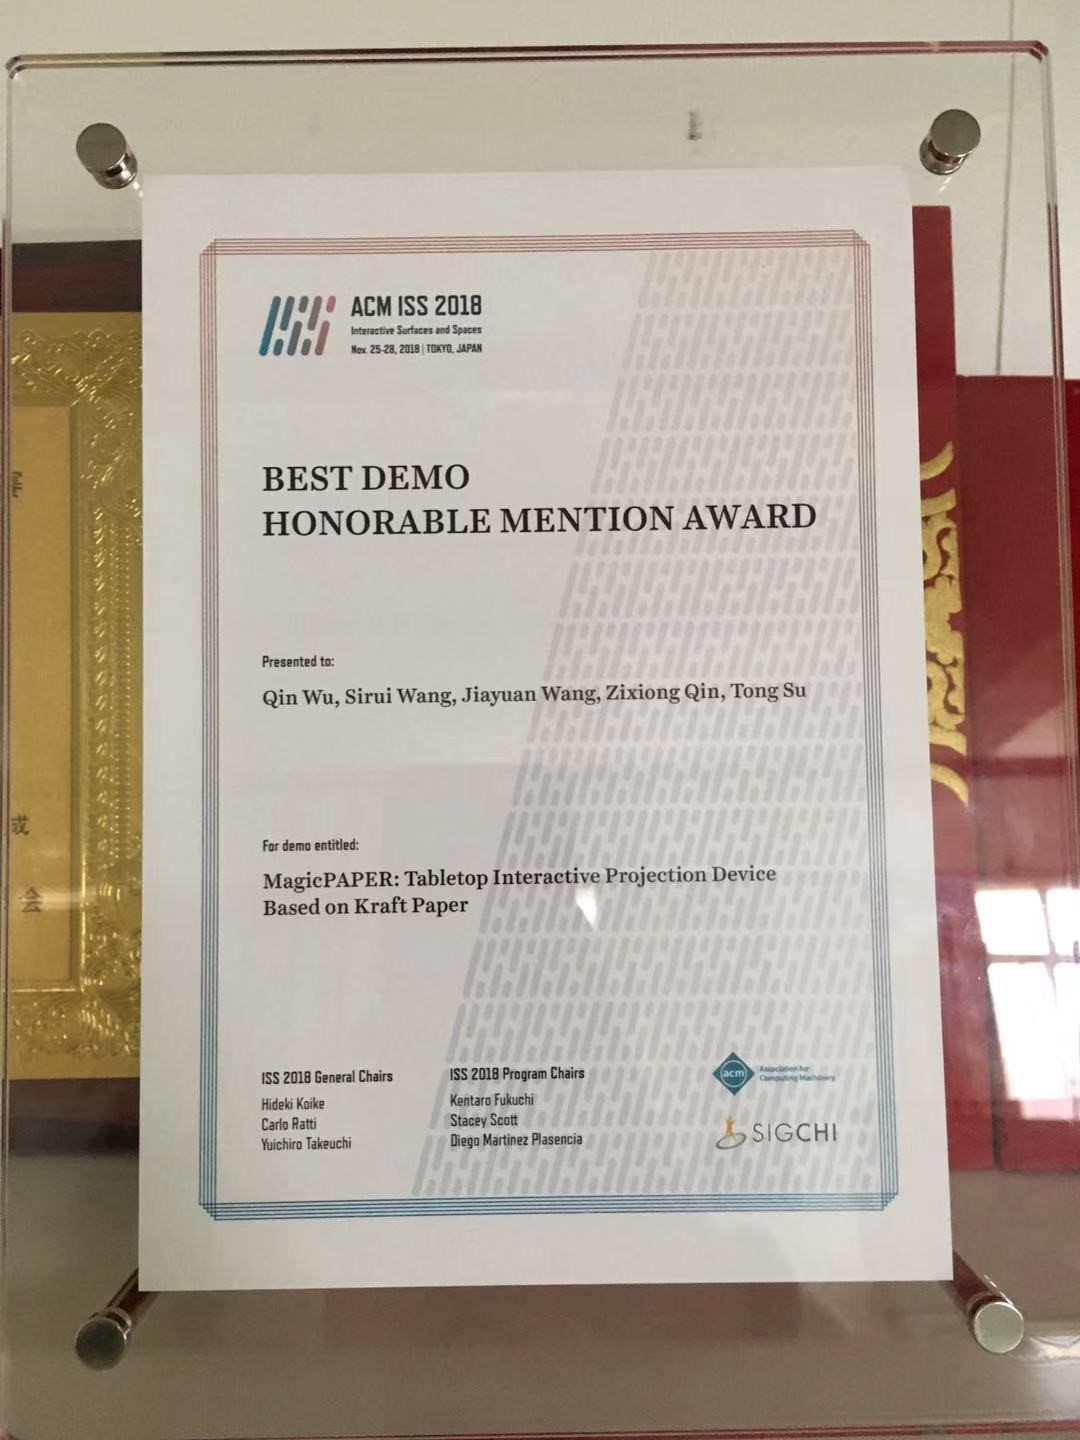 ACM ISS 2018
Interactive Surfaces and Spaces
Nov. 25-28, 2018 | TOKYO, JAPAN
BEST DEMO
HONORABLE MENTION AWARD
Presented to:
Qin Wu, Sirui Wang, Jiayuan Wang, Zixiong Qin, Tong Su
For demo entitled:
MagicPAPER: Tabletop Interactive Projection Device
Based on Kraft Paper
ISS 2018 General Chairs
Hideki Koike
Carlo Ratti
Yuichiro Takeuchi
ISS 2018 Program Chairs
Kentaro Fukuchi
Stacey Scott
Diego Martinez Plasencia
acm
Association for
Computing Machinery
SIGCHI
会